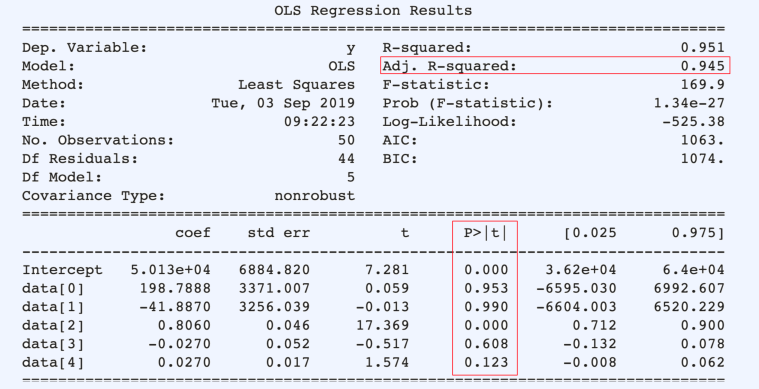 OLS Regression Results
==============================================================================
Dep. Variable: y R-squared: 0.951
Model: OLS Adj. R-squared: 0.945
Method: Least Squares F-statistic: 169.9
Date: Tue, 03 Sep 2019 Prob (F-statistic): 1.34e-27
Time: 09:22:23 Log-Likelihood: -525.38
No. Observations: 50 AIC: 1063.
Df Residuals: 44 BIC: 1074.
Df Model: 5
Covariance Type: nonrobust
==============================================================================
coef std err t P>|t| [0.025 0.975]
------------------------------------------------------------------------------
Intercept 5.013e+04 6884.820 7.281 0.000 3.62e+04 6.4e+04
data[0] 198.7888 3371.007 0.059 0.953 -6595.030 6992.607
data[1] -41.8870 3256.039 -0.013 0.990 -6604.003 6520.229
data[2] 0.8060 0.046 17.369 0.000 0.712 0.900
data[3] -0.0270 0.052 -0.517 0.608 -0.132 0.078
data[4] 0.0270 0.017 1.574 0.123 -0.008 0.062
==============================================================================